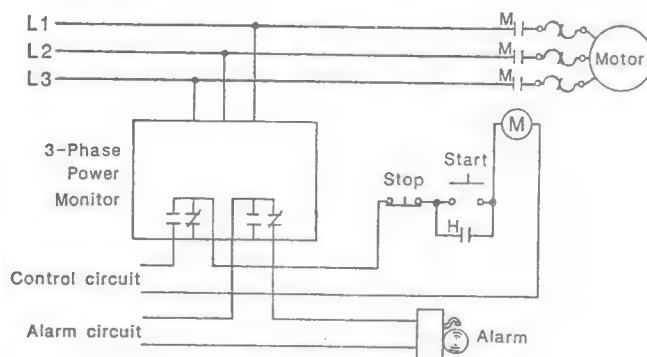 L1
L2
L3
M
M
M
Motor
3-Phase
Power
Monitor
M
Start
Stop
H
Control circuit
Alarm circuit
Alarm